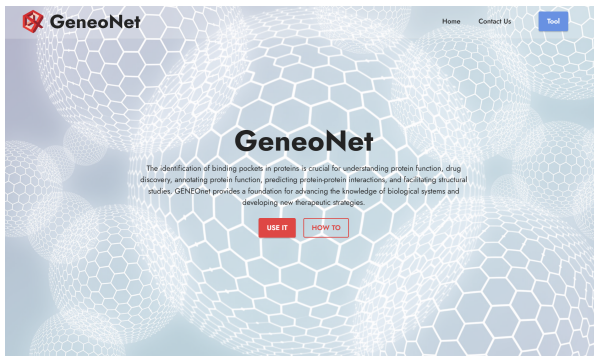 GeneoNet
Home
Contact Us
Tool
GeneoNet
The identification of binding pockets in proteins is crucial for understanding protein function, drug
discovery, annotating protein function, predicting protein-protein interactions, and facilitating structural
studies. GENEOnet provides a foundation for advancing the knowledge of biological systems and
developing new therapeutic strategies.
USE IT
HOW TO